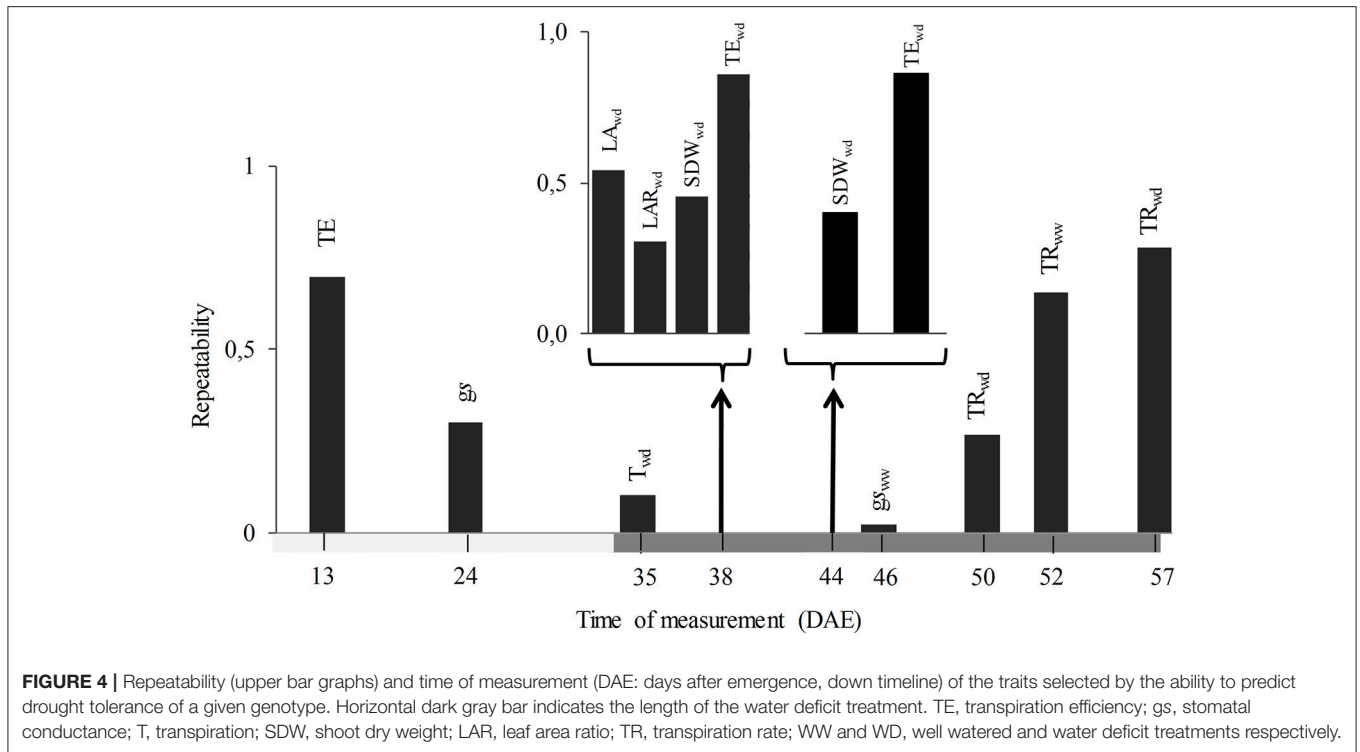 1,0
0,5
0,0
LAwd
LARwd
SDWwd
TEwd
SDWwd
TEwd
Repeatability
1
0,5
0
TE
gs
Twd
gsww
TRwd
TRww
TRwd
13 24 35 38 44 46 50 52 57
Time of measurement (DAE)
FIGURE 4 | Repeatability (upper bar graphs) and time of measurement (DAE: days after emergence, down timeline) of the traits selected by the ability to predict
drought tolerance of a given genotype. Horizontal dark gray bar indicates the length of the water deficit treatment. TE, transpiration efficiency; gs, stomatal
conductance; T, transpiration; SDW, shoot dry weight; LAR, leaf area ratio; TR, transpiration rate; WW and WD, well watered and water deficit treatments respectively.